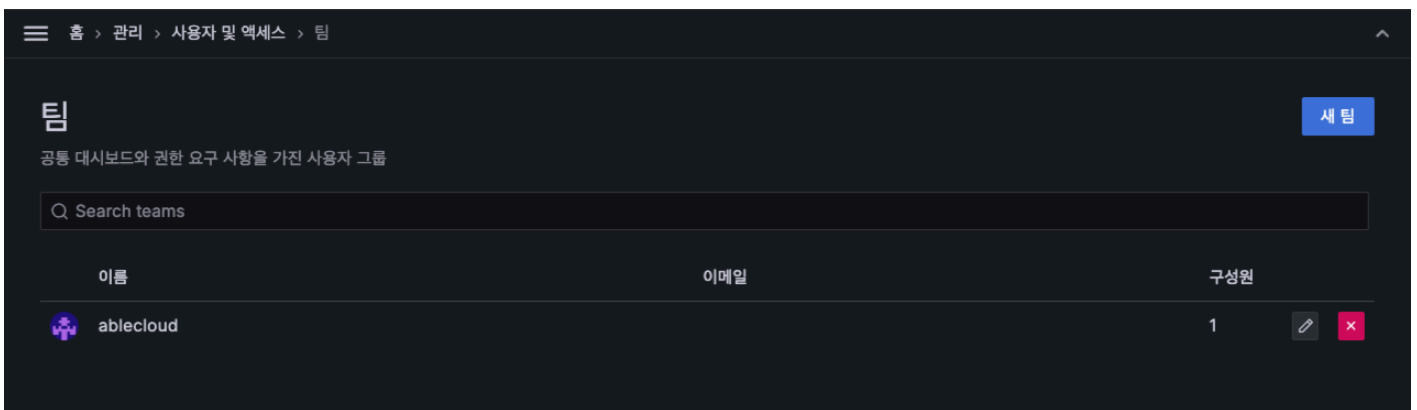 홈 › 관리 › 사용자 및 액세스 › 팀
팀
새 팀
공통 대시보드와 권한 요구 사항을 가진 사용자 그룹
Search teams
이름 이메일 구성원
ablecloud 1